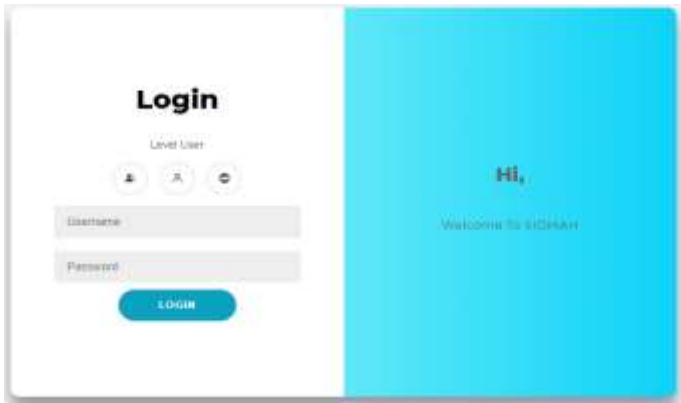 Login
Level User
Username
Password
LOGIN
Hi,
Welcome To